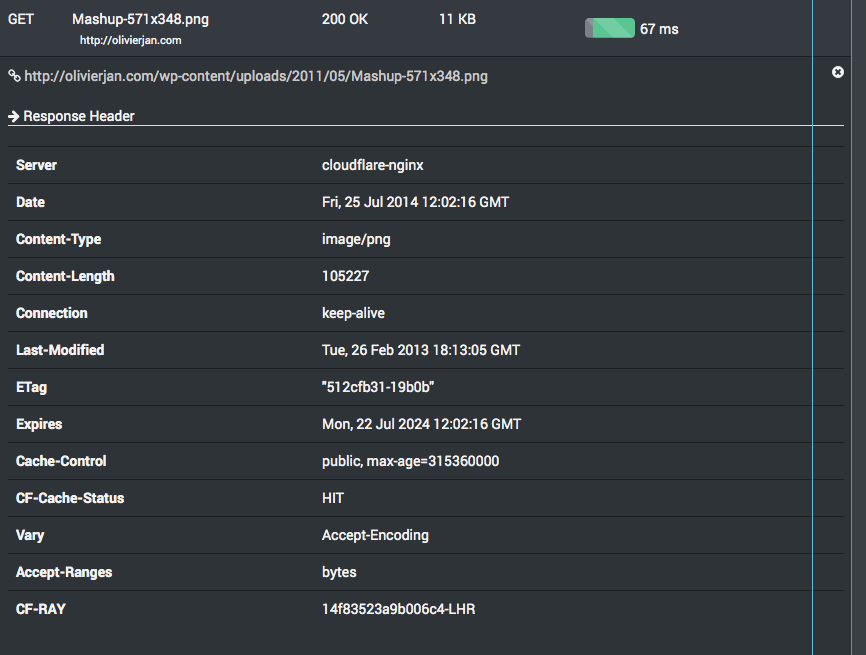 GET Mashup-571x348.png 200 OK 11 KB 67 ms
http://olivierjan.com
http://olivierjan.com/wp-content/uploads/2011/05/Mashup-571x348.png
Response Header
Server cloudflare-nginx
Date Fri, 25 Jul 2014 12:02:16 GMT
Content-Type image/png
Content-Length 105227
Connection keep-alive
Last-Modified Tue, 26 Feb 2013 18:13:05 GMT
ETag "512cfb31-19b0b"
Expires Mon, 22 Jul 2024 12:02:16 GMT
Cache-Control public, max-age=315360000
CF-Cache-Status HIT
Vary Accept-Encoding
Accept-Ranges bytes
CF-RAY 14f83523a9b006c4-LHR